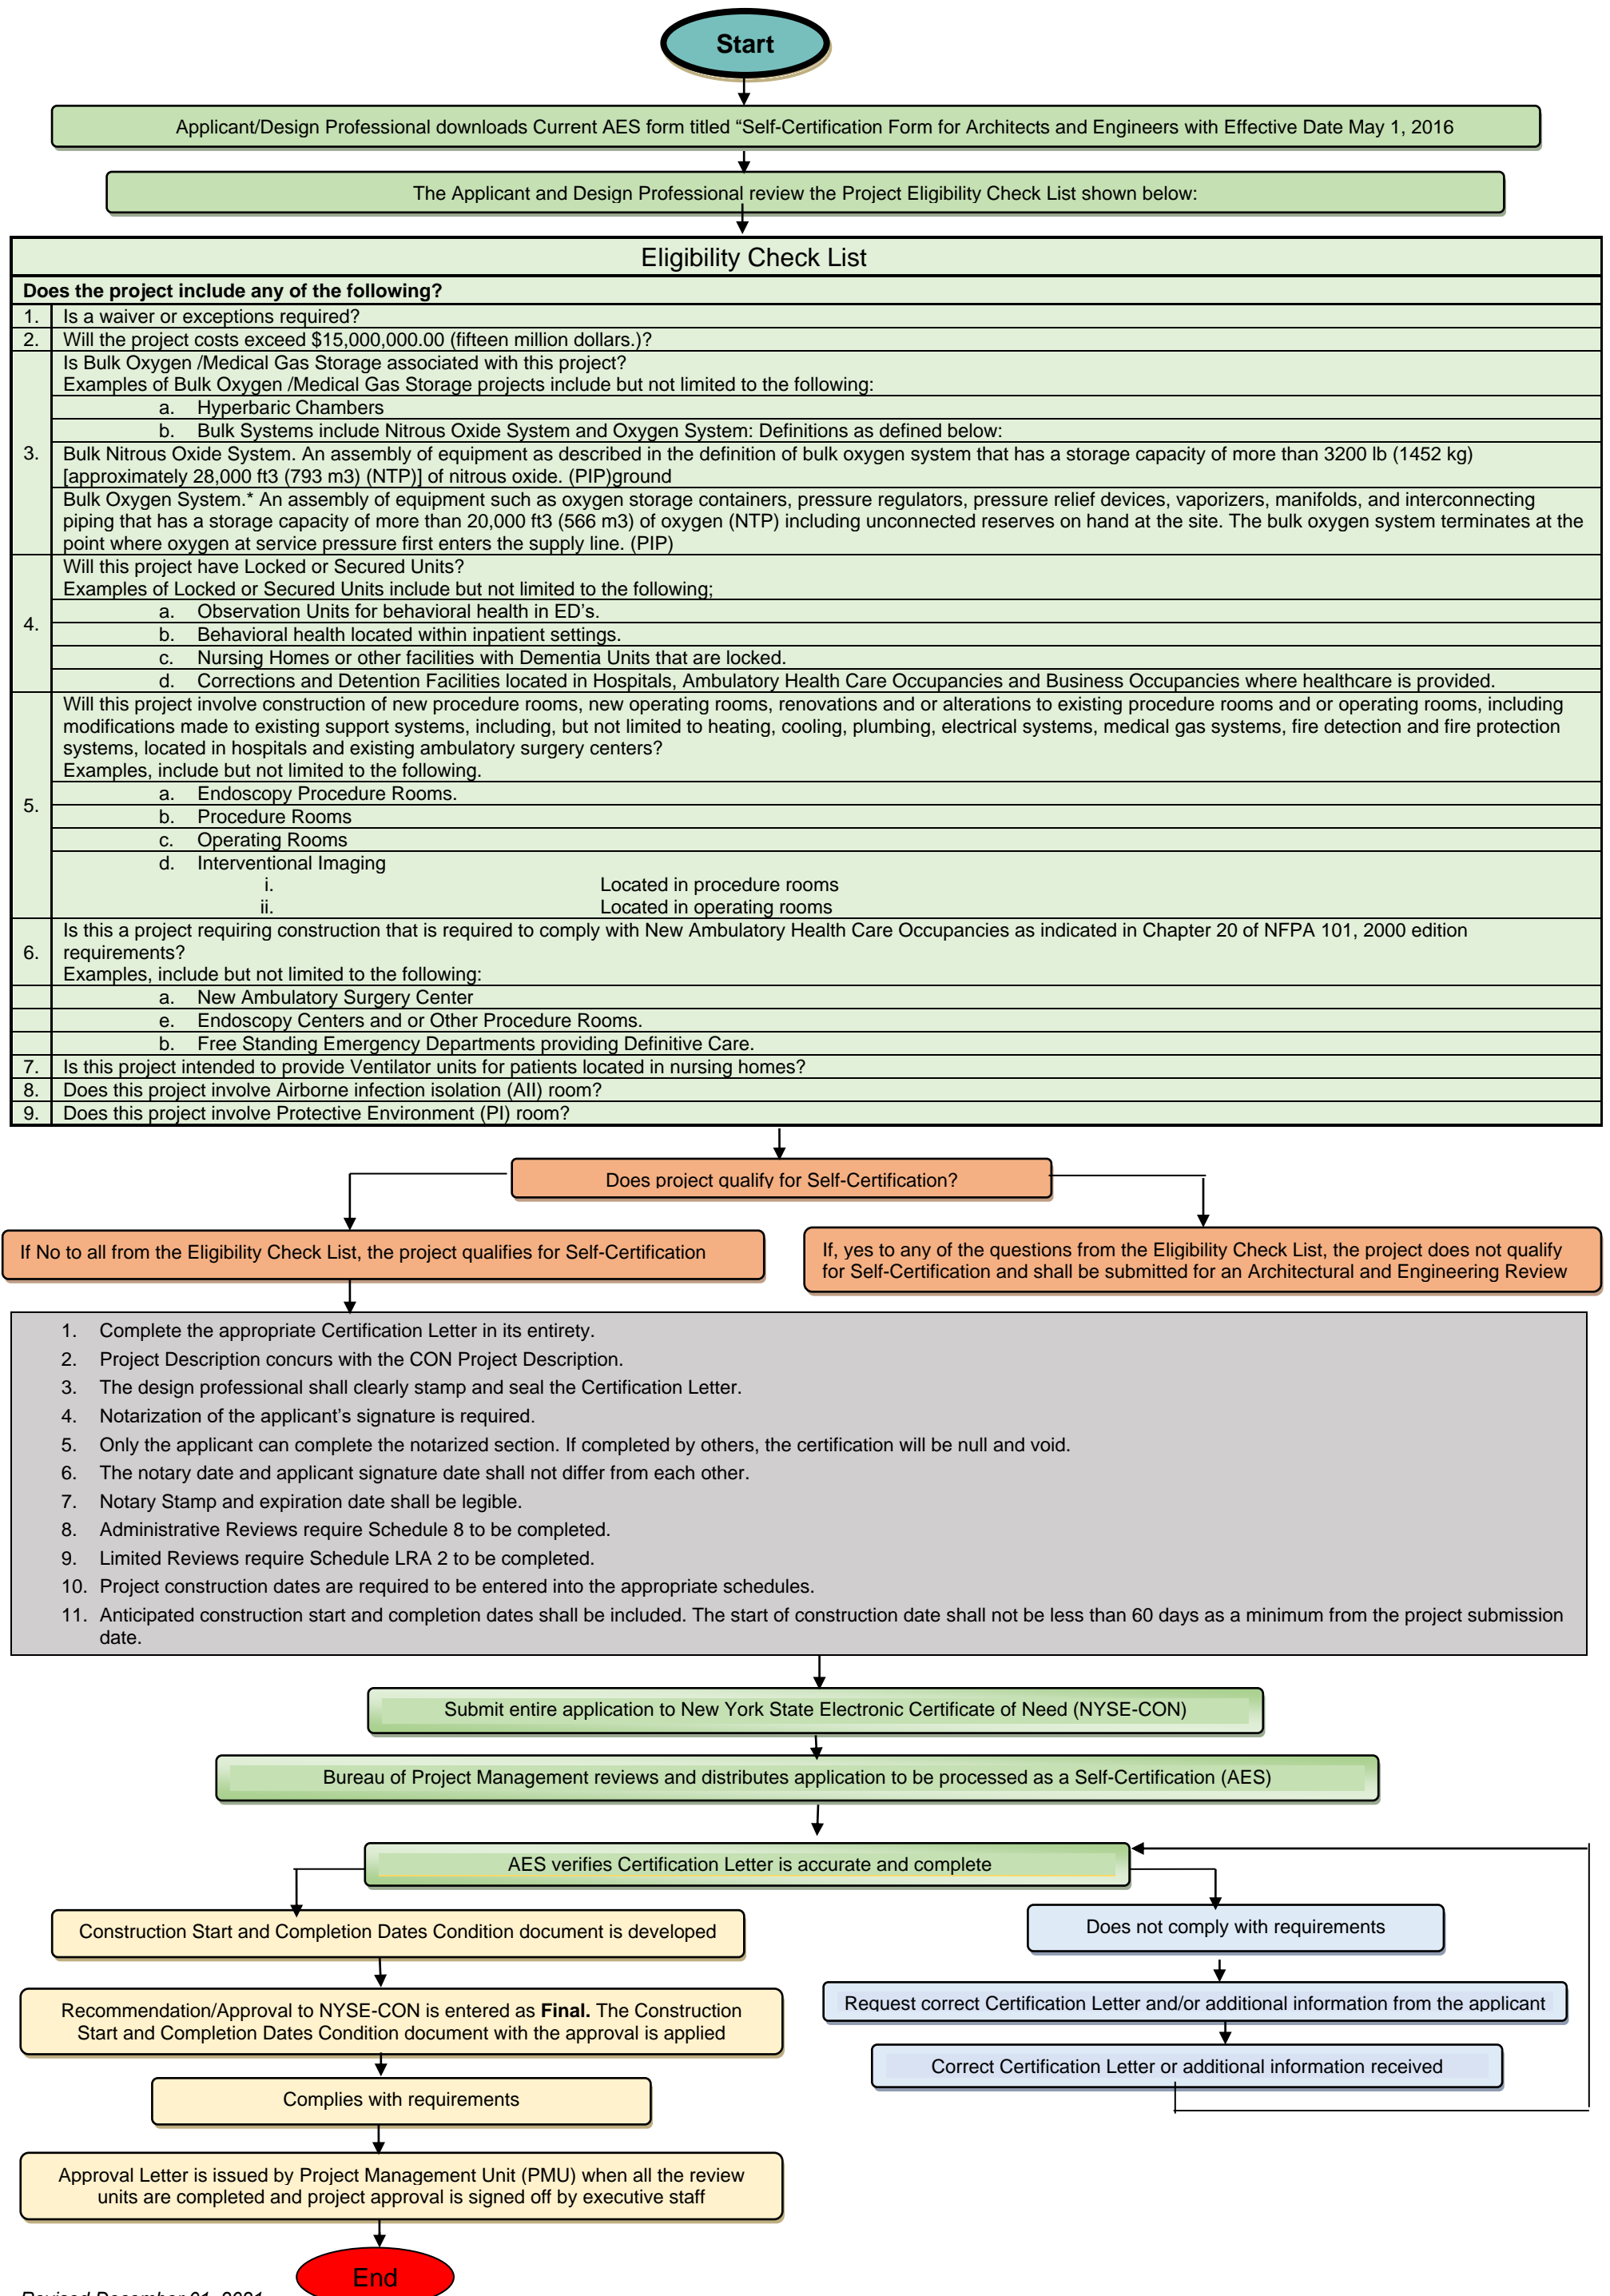 Start
Applicant/Design Professional downloads Current AES form titled “Self-Certification Form for Architects and Engineers with Effective Date May 1, 2016
The Applicant and Design Professional review the Project Eligibility Check List shown below:
Eligibility Check List
Does the project include any of the following?
1. Is a waiver or exceptions required?
2. Will the project costs exceed $15,000,000.00 (fifteen million dollars.)?
Is Bulk Oxygen /Medical Gas Storage associated with this project?
Examples of Bulk Oxygen /Medical Gas Storage projects include but not limited to the following:
a. Hyperbaric Chambers
b. Bulk Systems include Nitrous Oxide System and Oxygen System: Definitions as defined below:
3. Bulk Nitrous Oxide System. An assembly of equipment as described in the definition of bulk oxygen system that has a storage capacity of more than 3200 lb (1452 kg)
[approximately 28,000 ft3 (793 m3) (NTP)] of nitrous oxide. (PIP)ground
Bulk Oxygen System.* An assembly of equipment such as oxygen storage containers, pressure regulators, pressure relief devices, vaporizers, manifolds, and interconnecting
piping that has a storage capacity of more than 20,000 ft3 (566 m3) of oxygen (NTP) including unconnected reserves on hand at the site. The bulk oxygen system terminates at the
point where oxygen at service pressure first enters the supply line. (PIP)
Will this project have Locked or Secured Units?
Examples of Locked or Secured Units include but not limited to the following;
a. Observation Units for behavioral health in ED’s.
4.
b. Behavioral health located within inpatient settings.
c. Nursing Homes or other facilities with Dementia Units that are locked.
d. Corrections and Detention Facilities located in Hospitals, Ambulatory Health Care Occupancies and Business Occupancies where healthcare is provided.
Will this project involve construction of new procedure rooms, new operating rooms, renovations and or alterations to existing procedure rooms and or operating rooms, including
modifications made to existing support systems, including, but not limited to heating, cooling, plumbing, electrical systems, medical gas systems, fire detection and fire protection
systems, located in hospitals and existing ambulatory surgery centers?
Examples, include but not limited to the following.
a. Endoscopy Procedure Rooms.
5.
b. Procedure Rooms
c. Operating Rooms
d. Interventional Imaging
i. Located in procedure rooms
ii. Located in operating rooms
Is this a project requiring construction that is required to comply with New Ambulatory Health Care Occupancies as indicated in Chapter 20 of NFPA 101, 2000 edition
6. requirements?
Examples, include but not limited to the following:
a. New Ambulatory Surgery Center
e. Endoscopy Centers and or Other Procedure Rooms.
b. Free Standing Emergency Departments providing Definitive Care.
7. Is this project intended to provide Ventilator units for patients located in nursing homes?
8. Does this project involve Airborne infection isolation (AII) room?
9. Does this project involve Protective Environment (PI) room?
Does project qualify for Self-Certification?
If No to all from the Eligibility Check List, the project qualifies for Self-Certification
If, yes to any of the questions from the Eligibility Check List, the project does not qualify
for Self-Certification and shall be submitted for an Architectural and Engineering Review
1. Complete the appropriate Certification Letter in its entirety.
2. Project Description concurs with the CON Project Description.
3. The design professional shall clearly stamp and seal the Certification Letter.
4. Notarization of the applicant’s signature is required.
5. Only the applicant can complete the notarized section. If completed by others, the certification will be null and void.
6. The notary date and applicant signature date shall not differ from each other.
7. Notary Stamp and expiration date shall be legible.
8. Administrative Reviews require Schedule 8 to be completed.
9. Limited Reviews require Schedule LRA 2 to be completed.
10. Project construction dates are required to be entered into the appropriate schedules.
11. Anticipated construction start and completion dates shall be included. The start of construction date shall not be less than 60 days as a minimum from the project submission
date.
Submit entire application to New York State Electronic Certificate of Need (NYSE-CON)
Bureau of Project Management reviews and distributes application to be processed as a Self-Certification (AES)
AES verifies Certification Letter is accurate and complete
Construction Start and Completion Dates Condition document is developed
Does not comply with requirements
Recommendation/Approval to NYSE-CON is entered as Final. The Construction
Start and Completion Dates Condition document with the approval is applied
Request correct Certification Letter and/or additional information from the applicant
Correct Certification Letter or additional information received
Complies with requirements
Approval Letter is issued by Project Management Unit (PMU) when all the review
units are completed and project approval is signed off by executive staff
End
Revised December